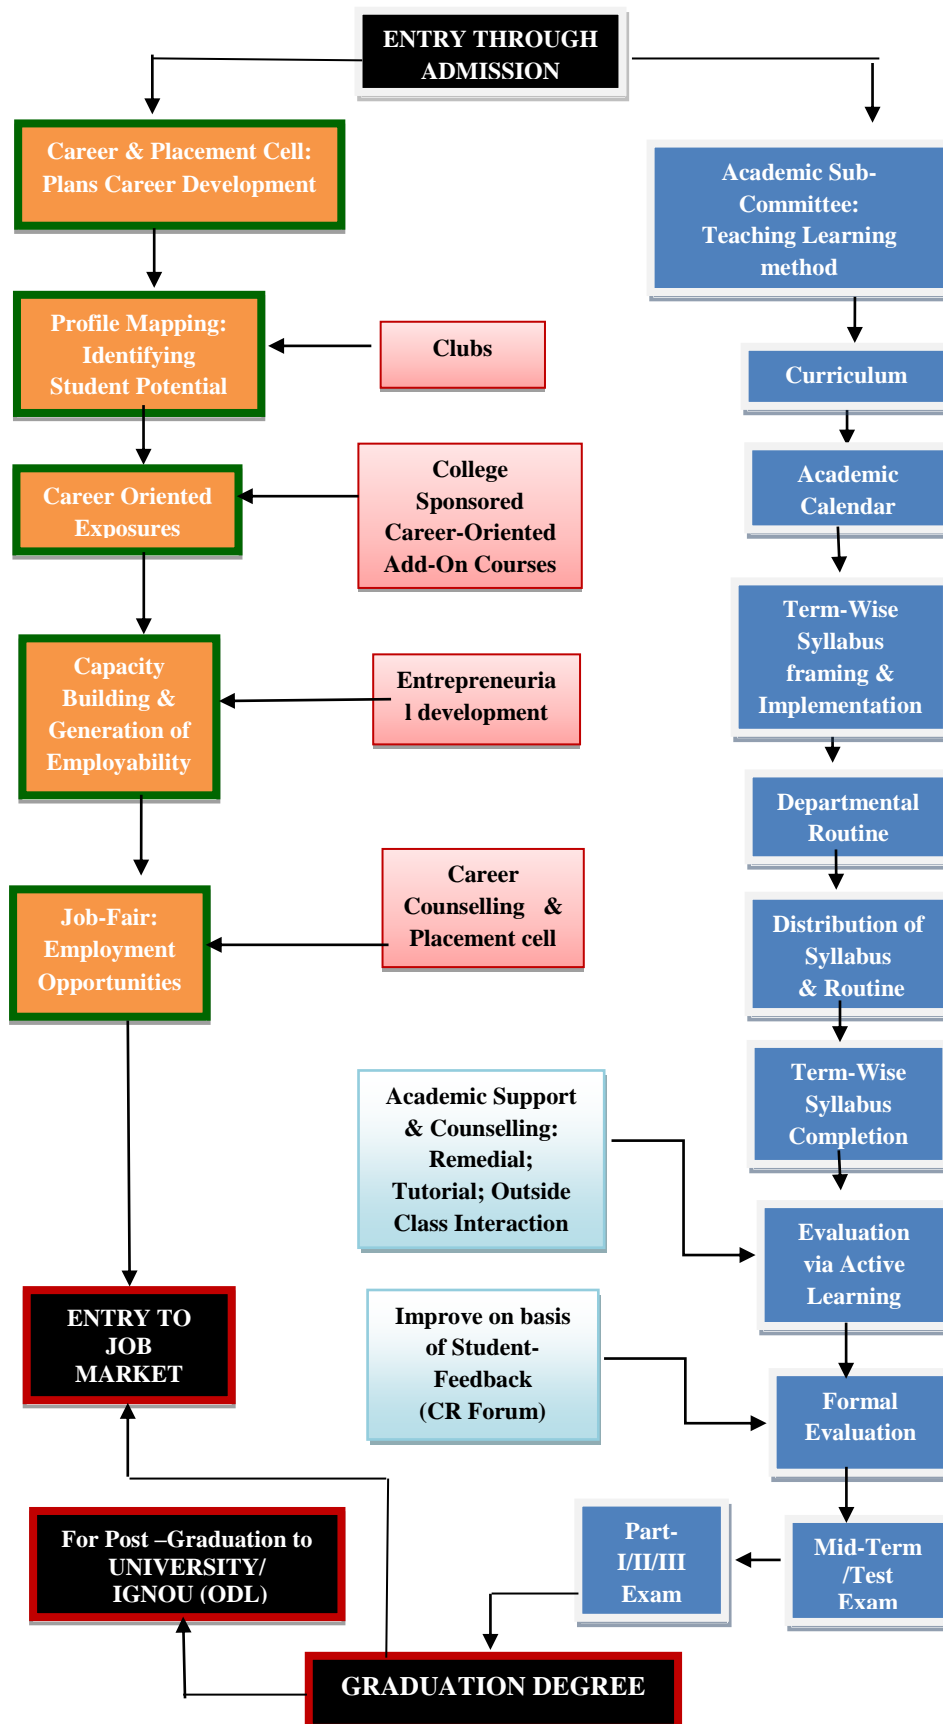 ENTRY THROUGH
ADMISSION
Career & Placement Cell:
Plans Career Development
Profile Mapping:
Identifying
Student Potential
Clubs
Career Oriented
Exposures
College
Sponsored
Career-Oriented
Add-On Courses
Capacity
Building &
Generation of
Employability
Entrepreneuria
l development
Job-Fair:
Employment
Opportunities
Career
Counselling &
Placement cell
ENTRY TO
JOB
MARKET
Academic Sub-
Committee:
Teaching Learning
method
Curriculum
Academic
Calendar
Term-Wise
Syllabus
framing &
Implementation
Departmental
Routine
Distribution of
Syllabus
& Routine
Term-Wise
Syllabus
Completion
Academic Support
& Counselling:
Remedial;
Tutorial; Outside
Class Interaction
Evaluation
via Active
Learning
Improve on basis
of Student-
Feedback
(CR Forum)
Formal
Evaluation
Mid-Term
/Test
Exam
Part-
I/II/III
Exam
GRADUATION DEGREE
For Post –Graduation to
UNIVERSITY/
IGNOU (ODL)